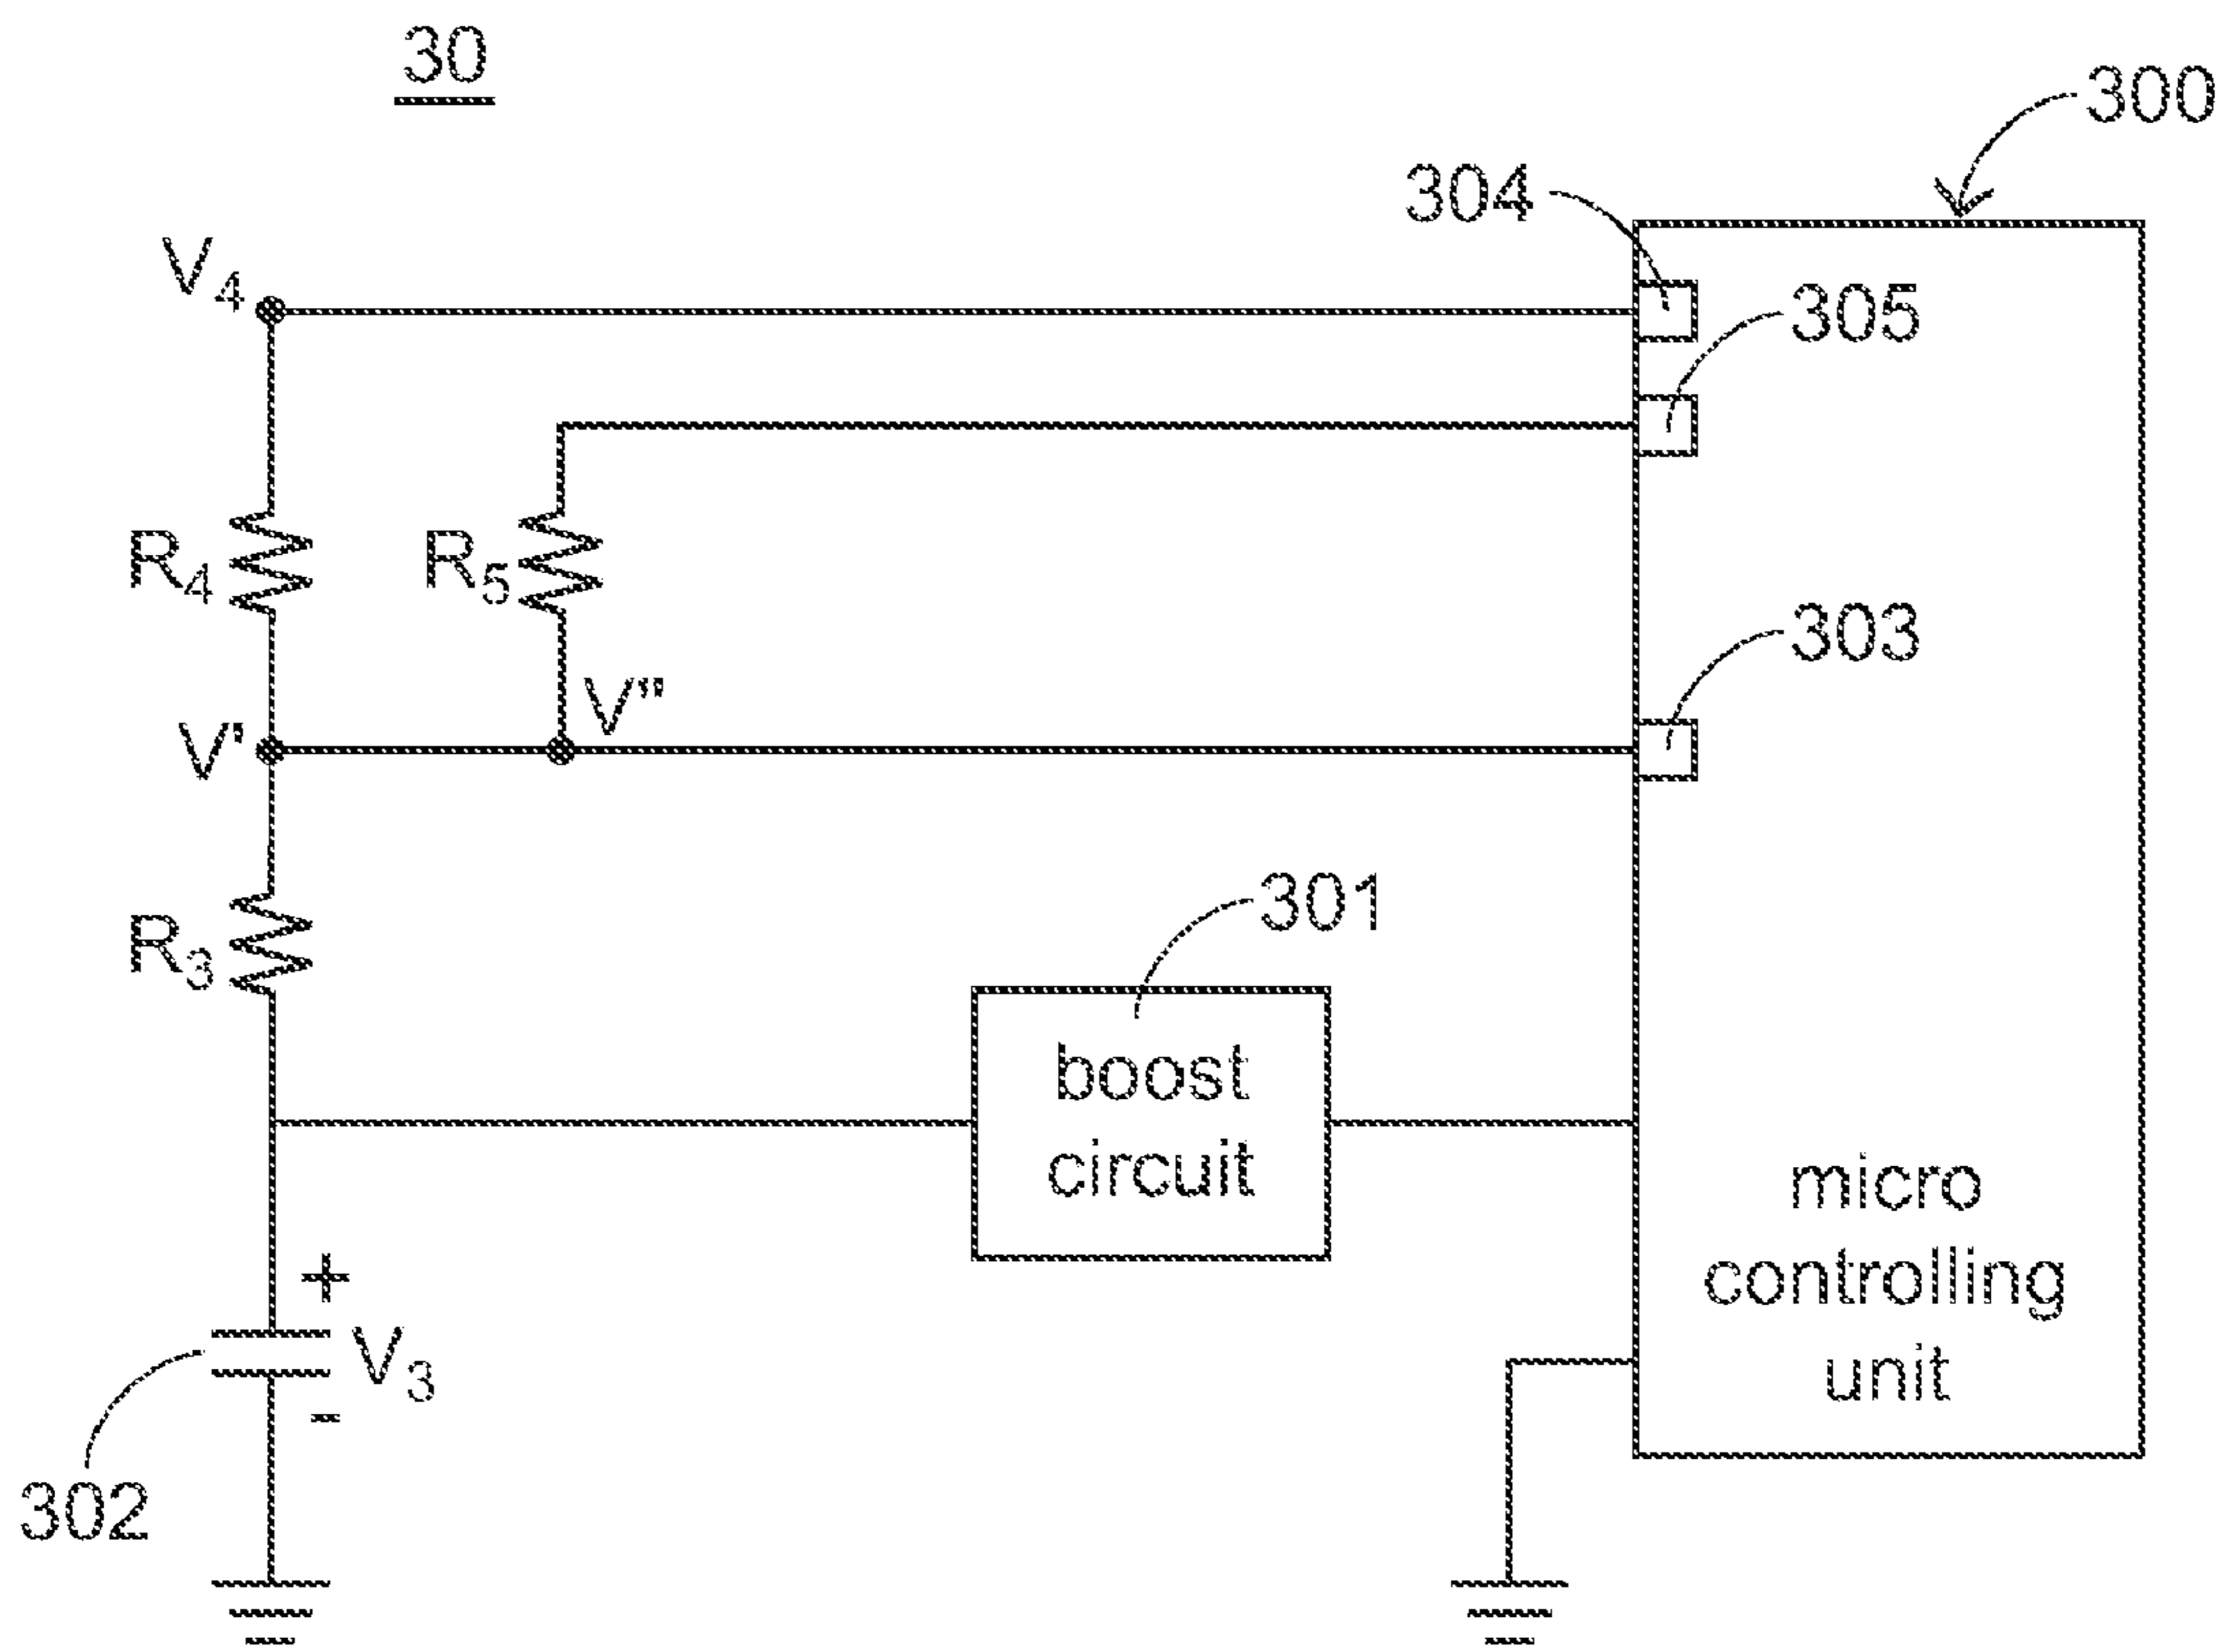 30
300
304
V4
305
R4
R5
303
V"
V'
301
R3
boost
circuit
micro
controlling
unit
+
V3
-
302